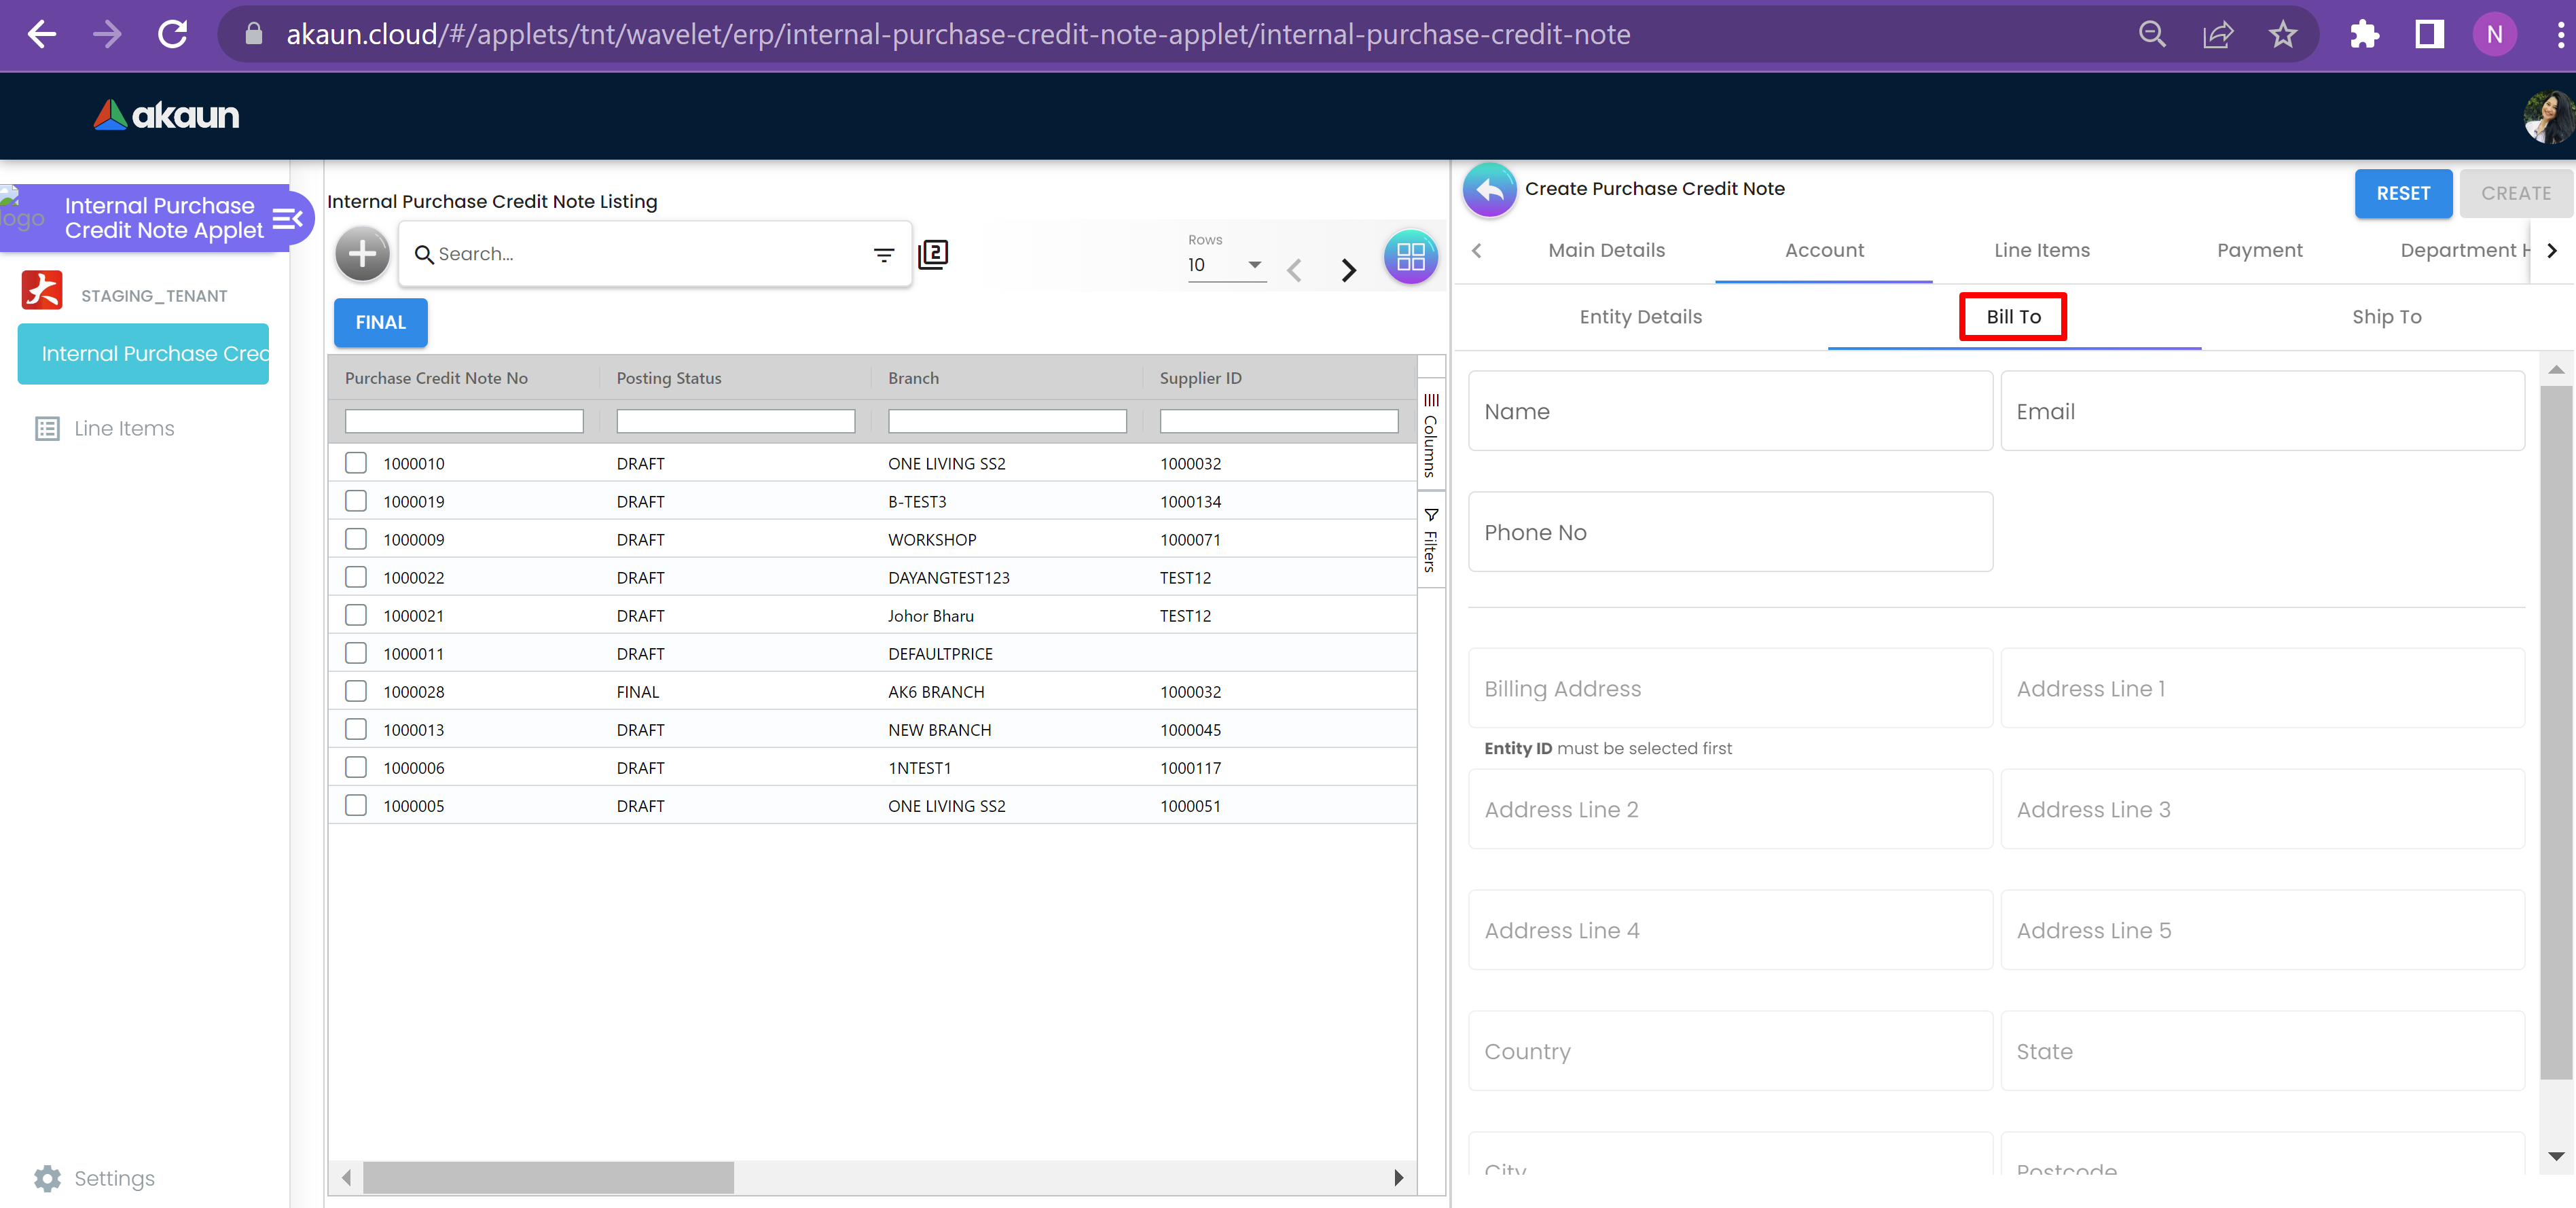 akaun.cloud/#/applets/tnt/wavelet/erp/internal-purchase-credit-note-applet/internal-purchase-credit-note
N
akaun
logo
Internal Purchase
Credit Note Applet
STAGING_TENANT
Internal Purchase Cred
Line Items
Settings
Internal Purchase Credit Note Listing
Search...
2
Rows
10
FINAL
Purchase Credit Note No Posting Status Branch Supplier ID
1000010 DRAFT ONE LIVING SS2 1000032
1000019 DRAFT B-TEST3 1000134
1000009 DRAFT WORKSHOP 1000071
1000022 DRAFT DAYANGTEST123 TEST12
1000021 DRAFT Johor Bharu TEST12
1000011 DRAFT DEFAULTPRICE
1000028 FINAL AK6 BRANCH 1000032
1000013 DRAFT NEW BRANCH 1000045
1000006 DRAFT 1NTEST1 1000117
1000005 DRAFT ONE LIVING SS2 1000051
Columns
Filters
Create Purchase Credit Note
RESET CREATE
Main Details Account Line Items Payment Department H
Entity Details Bill To Ship To
Name Email
Phone No
Billing Address Address Line 1
Entity ID must be selected first
Address Line 2 Address Line 3
Address Line 4 Address Line 5
Country State
City Postcode